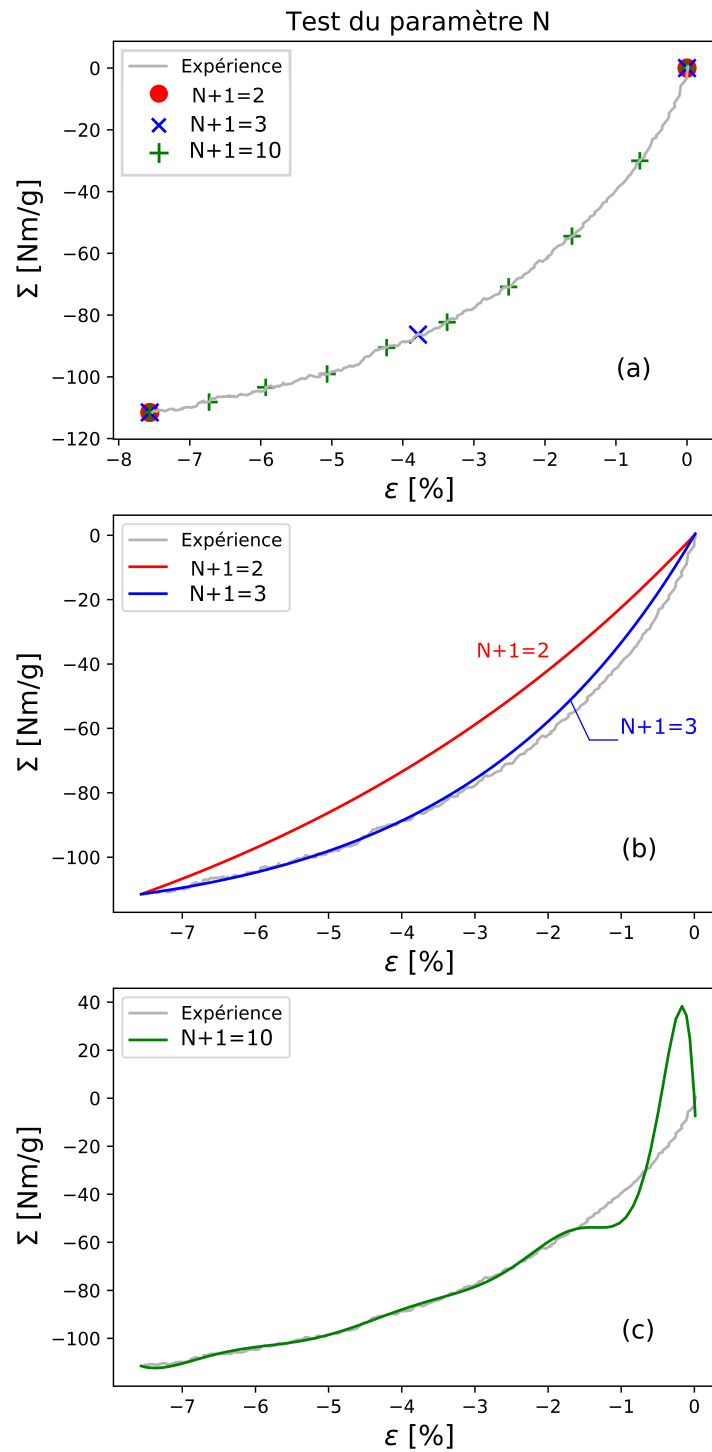 Test du paramètre N
Expérience
N+1=2
N+1=3
N+1=10
(a)
Σ [Nm/g]
0
−20
−40
−60
−80
−100
−120
−8 −7 −6 −5 −4 −3 −2 −1 0
ε [%]
Expérience
N+1=2
N+1=3
N+1=2
N+1=3
(b)
Σ [Nm/g]
0
−20
−40
−60
−80
−100
−7 −6 −5 −4 −3 −2 −1 0
ε [%]
Expérience
N+1=10
(c)
Σ [Nm/g]
40
20
0
−20
−40
−60
−80
−100
−7 −6 −5 −4 −3 −2 −1 0
ε [%]